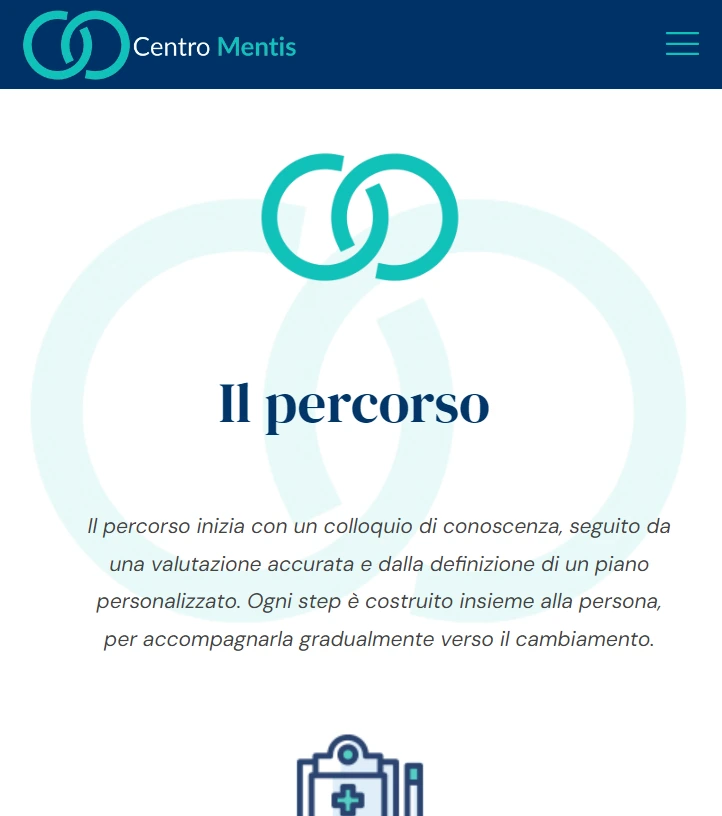 Centro Mentis
Il percorso
Il percorso inizia con un colloquio di conoscenza, seguito da
una valutazione accurata e dalla definizione di un piano
personalizzato. Ogni step è costruito insieme alla persona,
per accompagnarla gradualmente verso il cambiamento.